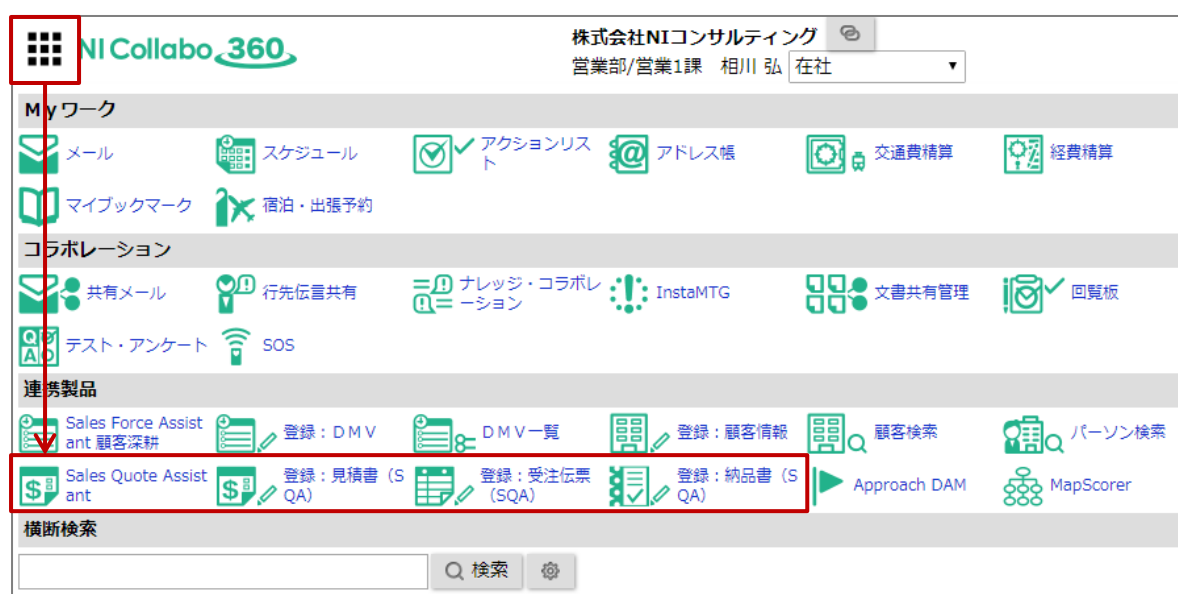 NI Collabo 360
株式会社NIコンサルティング
営業部/営業1課 相川 弘 在社
Myワーク
メール
スケジュール
アクションリス
ト
アドレス帳
交通費精算
経費精算
マイブックマーク
宿泊・出張予約
コラボレーション
共有メール
行先伝言共有
ナレッジ・コラボレ
ーション
InstaMTG
文書共有管理
回覧板
テスト・アンケート
SOS
連携製品
Sales Force Assist
ant 顧客深耕
登録：ＤＭＶ
ＤＭＶ一覧
登録：顧客情報
顧客検索
パーソン検索
Sales Quote Assist
ant
登録：見積書（S
QA）
登録：受注伝票
（SQA）
登録：納品書（S
QA）
Approach DAM
MapScorer
横断検索
検索